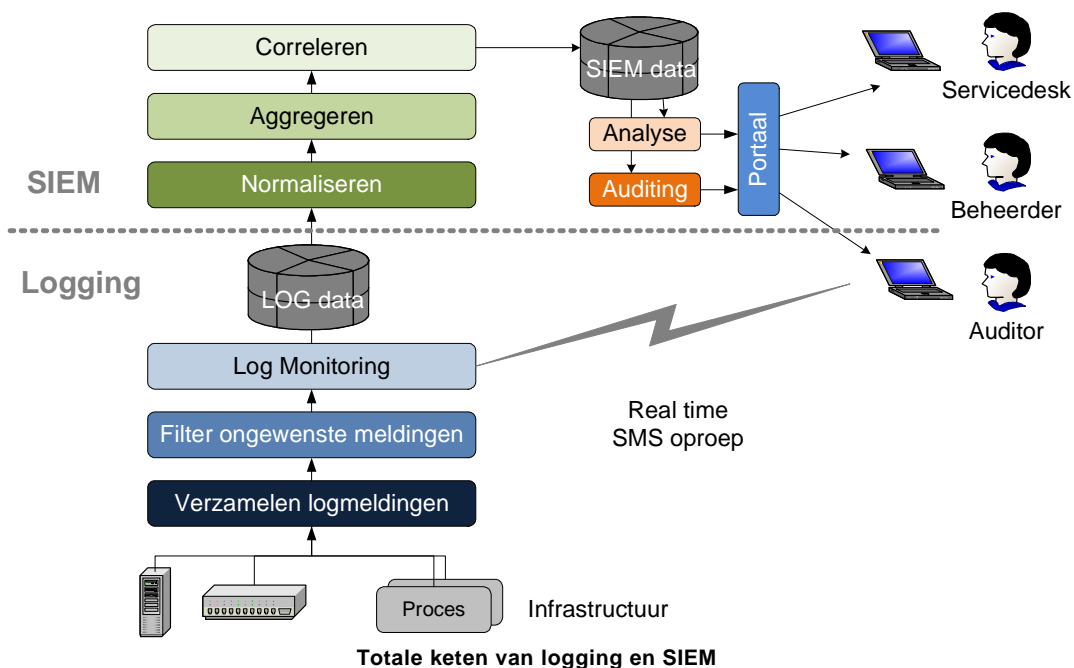 Correleren
SIEM data
Servicedesk
Aggregeren
Analyse
Portaal
SIEM
Normaliseren
Auditing
Beheerder
Logging
LOG data
Auditor
Log Monitoring
Real time
SMS oproep
Filter ongewenste meldingen
Verzamelen logmeldingen
Proces
Infrastructuur
Totale keten van logging en SIEM